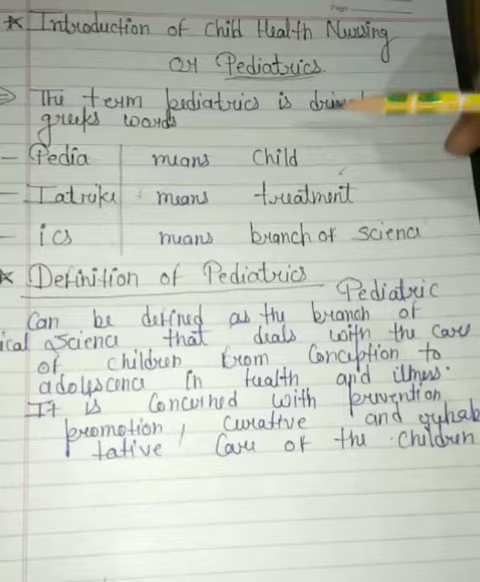 Page
* Introduction of Child Health Nursing
or Pediatrics
The term pediatrics is
greeks words
- Pedia means Child
- Iatrike means treatment
- ics means branch of science
* Definition of Pediatrics
Pediatric
Can be defined as the branch of
ical science that deals with the care
of children from Conception to
adolescence in health and illness.
It is Concerned with prevention
promotion, curative and
tative Care of the children